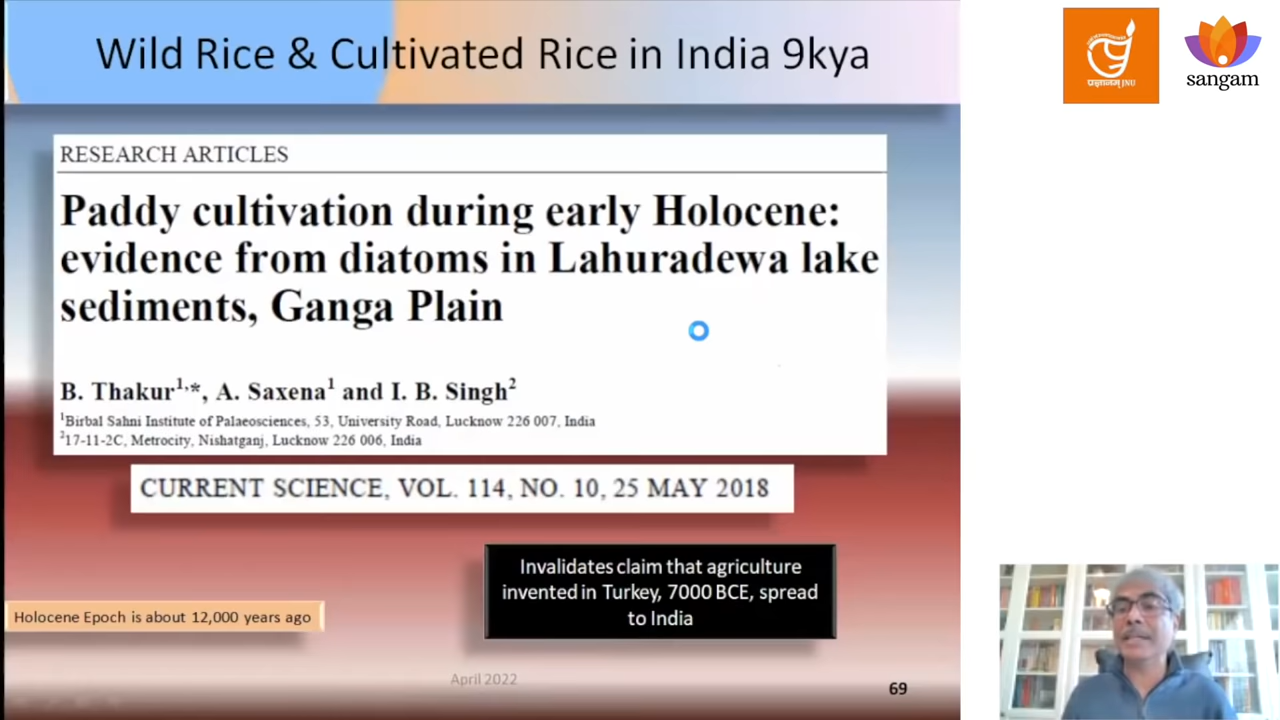 Wild Rice & Cultivated Rice in India 9kya
sangam
JNU
RESEARCH ARTICLES
Paddy cultivation during early Holocene:
evidence from diatoms in Lahuradewa lake
sediments, Ganga Plain
B. Thakur1,*, A. Saxena1 and I. B. Singh2
1Birbal Sahni Institute of Palaeosciences, 53, University Road, Lucknow 226 007, India
217-11-2C, Metrocity, Nishatganj, Lucknow 226 006, India
CURRENT SCIENCE, VOL. 114, NO. 10, 25 MAY 2018
Invalidates claim that agriculture
invented in Turkey, 7000 BCE, spread
to India
Holocene Epoch is about 12,000 years ago
April 2022
69